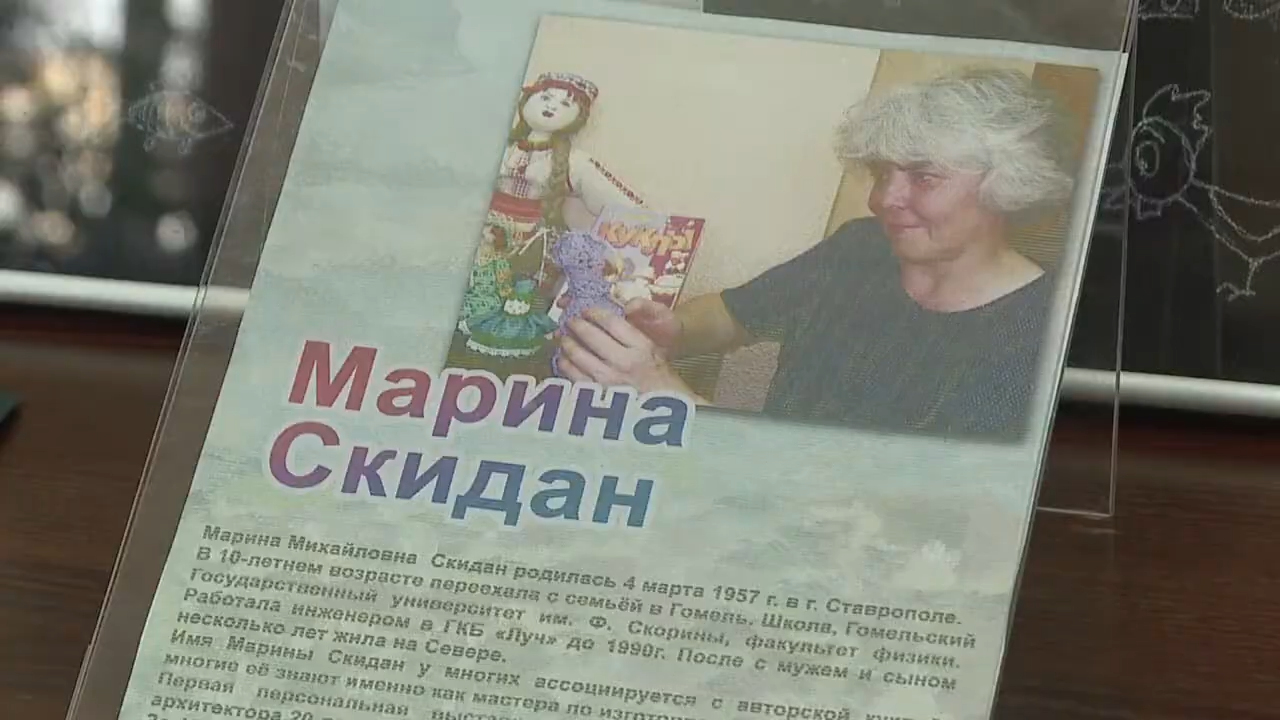 Куклы
Марина
Скидан
Марина Михайловна Скидан родилась 4 марта 1957 г. в г. Ставрополе.
В 10-летнем возрасте переехала с семьёй в Гомель. Школа, Гомельский
Государственный университет им. Ф. Скорины, факультет физики.
Работала инженером в ГКБ «Луч» до 1990г. После с мужем и сыном
несколько лет жила на Севере.
Имя Марины Скидан у многих ассоциируется с авторской
многие её знают именно как мастера по
Первая персональная
архитектора 20